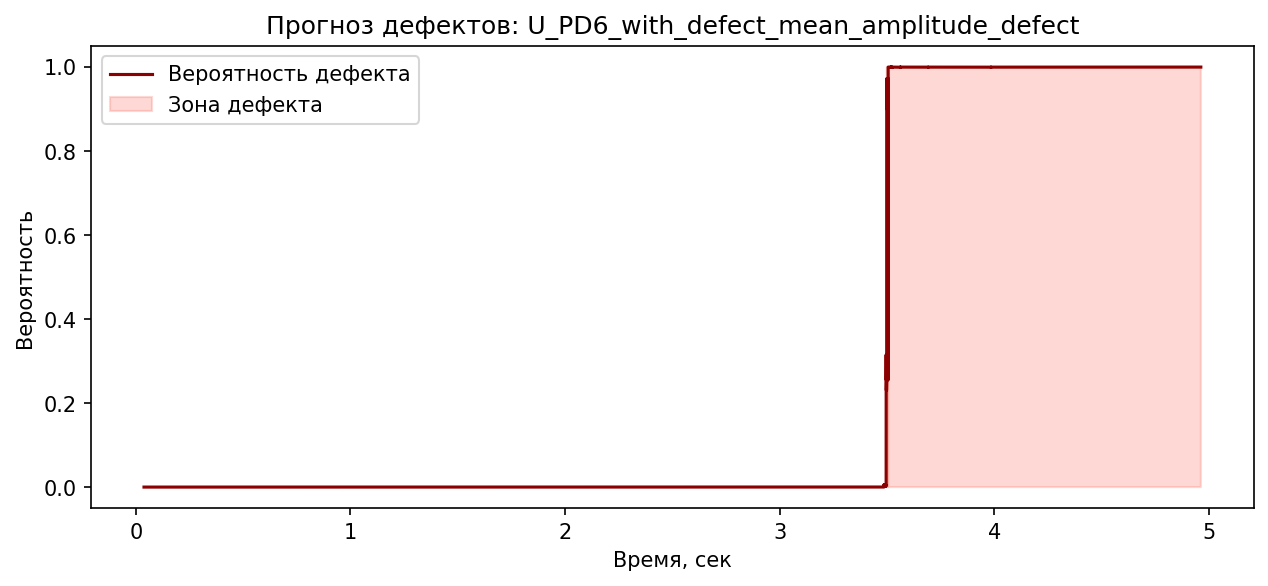 Прогноз дефектов: U_PD6_with_defect_mean_amplitude_defect
Вероятность дефекта
Зона дефекта
1.0
0.8
0.6
0.4
0.2
0.0
Вероятность
0
1
2
3
4
5
Время, сек